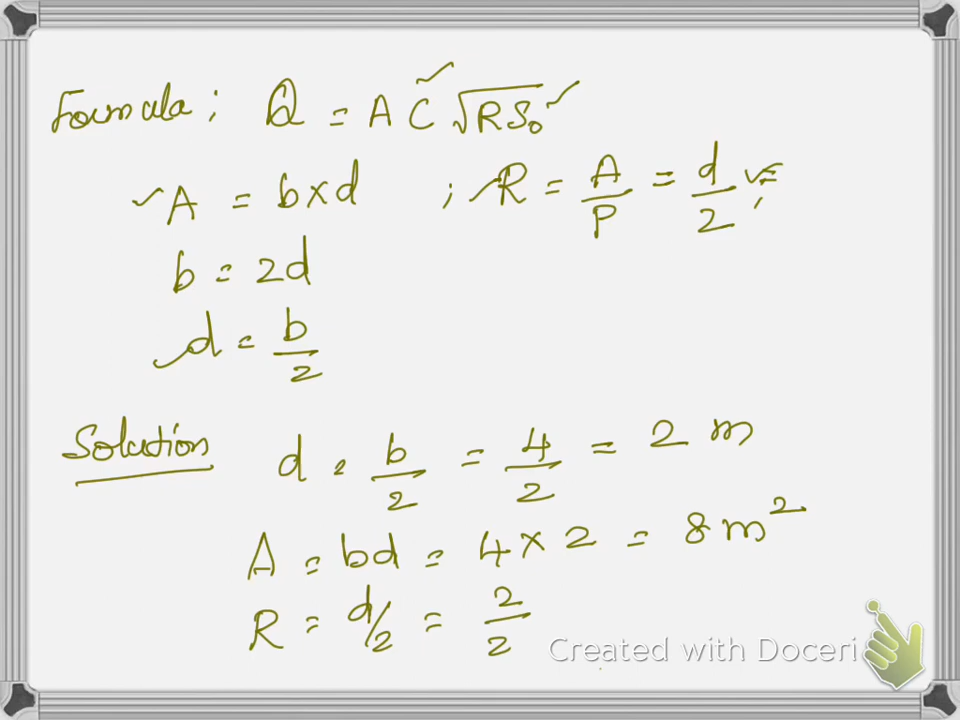 Formula ; Q = A C √RS₀
A = b×d ; R = A/P = d/2
b = 2d
d = b/2
Solution d = b/2 = 4/2 = 2 m
A = bd = 4×2 = 8 m²
R = d/2 = 2/2
Created with Doceri